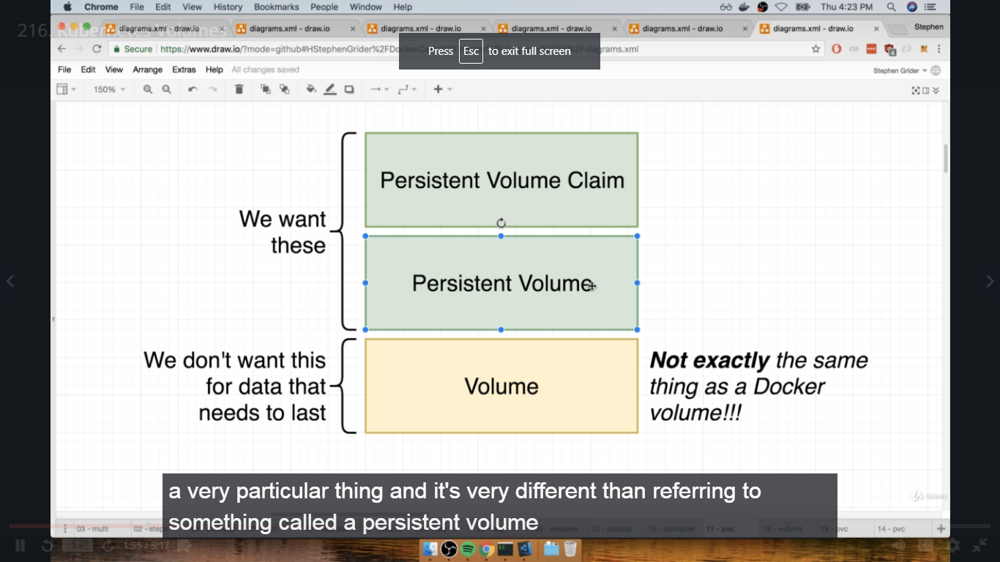 Chrome File Edit View History Bookmarks People Window Help Thu 4:23 PM
216. Kubernetes Volumes
diagrams.xml - draw.io diagrams.xml - draw.io diagrams.xml - draw.io diagrams.xml - draw.io diagrams.xml - draw.io diagrams.xml - draw.io Stephen
Press Esc to exit full screen
Secure https://www.draw.io/?mode=github#HStephenGrider%2FDockerCa %2Fdiagrams.xml
File Edit View Arrange Extras Help All changes saved Stephen Grider
150%
Persistent Volume Claim
We want
these
Persistent Volume
We don't want this
for data that
needs to last
Volume
Not exactly the same
thing as a Docker
volume!!!
a very particular thing and it's very different than referring to
something called a persistent volume
Udemy
03 - multi 02 - steps - volumes 10 - backup 15 - container 11 - pvc 12 - volume 13 - pvc 14 - pvc
1x 1:55 / 5:17